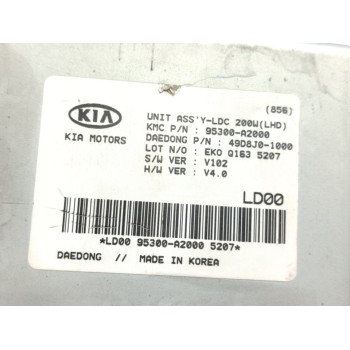 (856)
KIA
KIA MOTORS
UNIT ASS'Y-LDC 200W(LHD)
KMC P/N : 95300-A2000
DAEDONG P/N : 49D8J0-1000
LOT N/O : EKO Q163 5207
S/W VER : V102
H/W VER : V4.0
LD00
*LD00 95300-A2000 5207*
DAEDONG // MADE IN KOREA